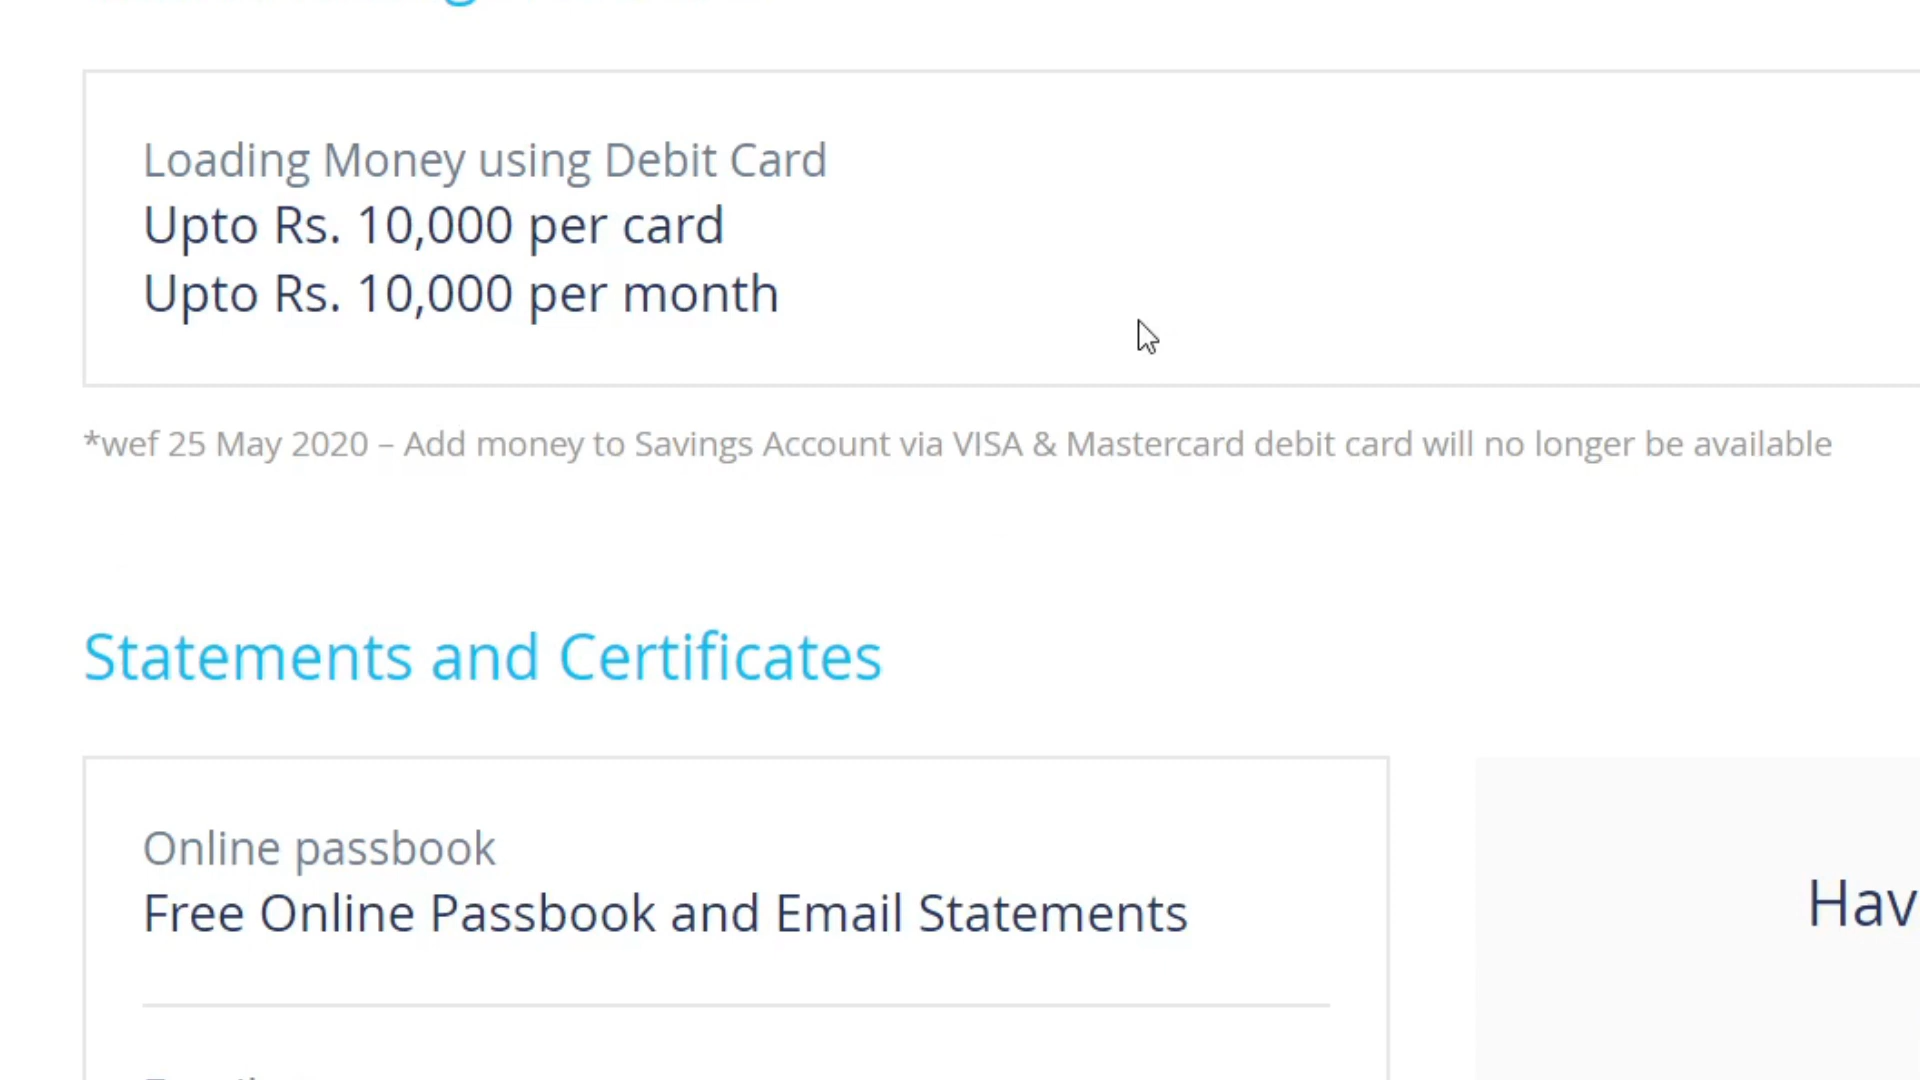 Loading Money using Debit Card
Upto Rs. 10,000 per card
Upto Rs. 10,000 per month
*wef 25 May 2020 – Add money to Savings Account via VISA & Mastercard debit card will no longer be available
Statements and Certificates
Online passbook
Free Online Passbook and Email Statements
Hav